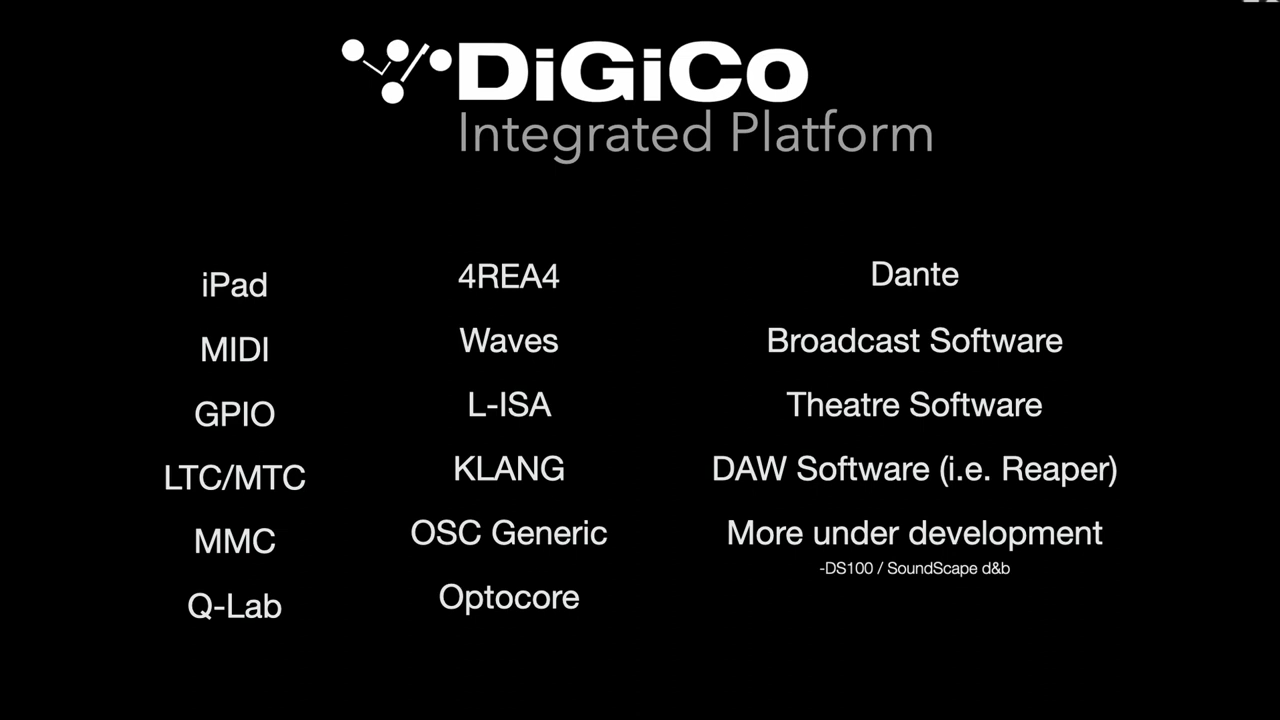 DiGiCo
Integrated Platform
iPad
MIDI
GPIO
LTC/MTC
MMC
Q-Lab
4REA4
Waves
L-ISA
KLANG
OSC Generic
Optocore
Dante
Broadcast Software
Theatre Software
DAW Software (i.e. Reaper)
More under development
-DS100 / SoundScape d&b